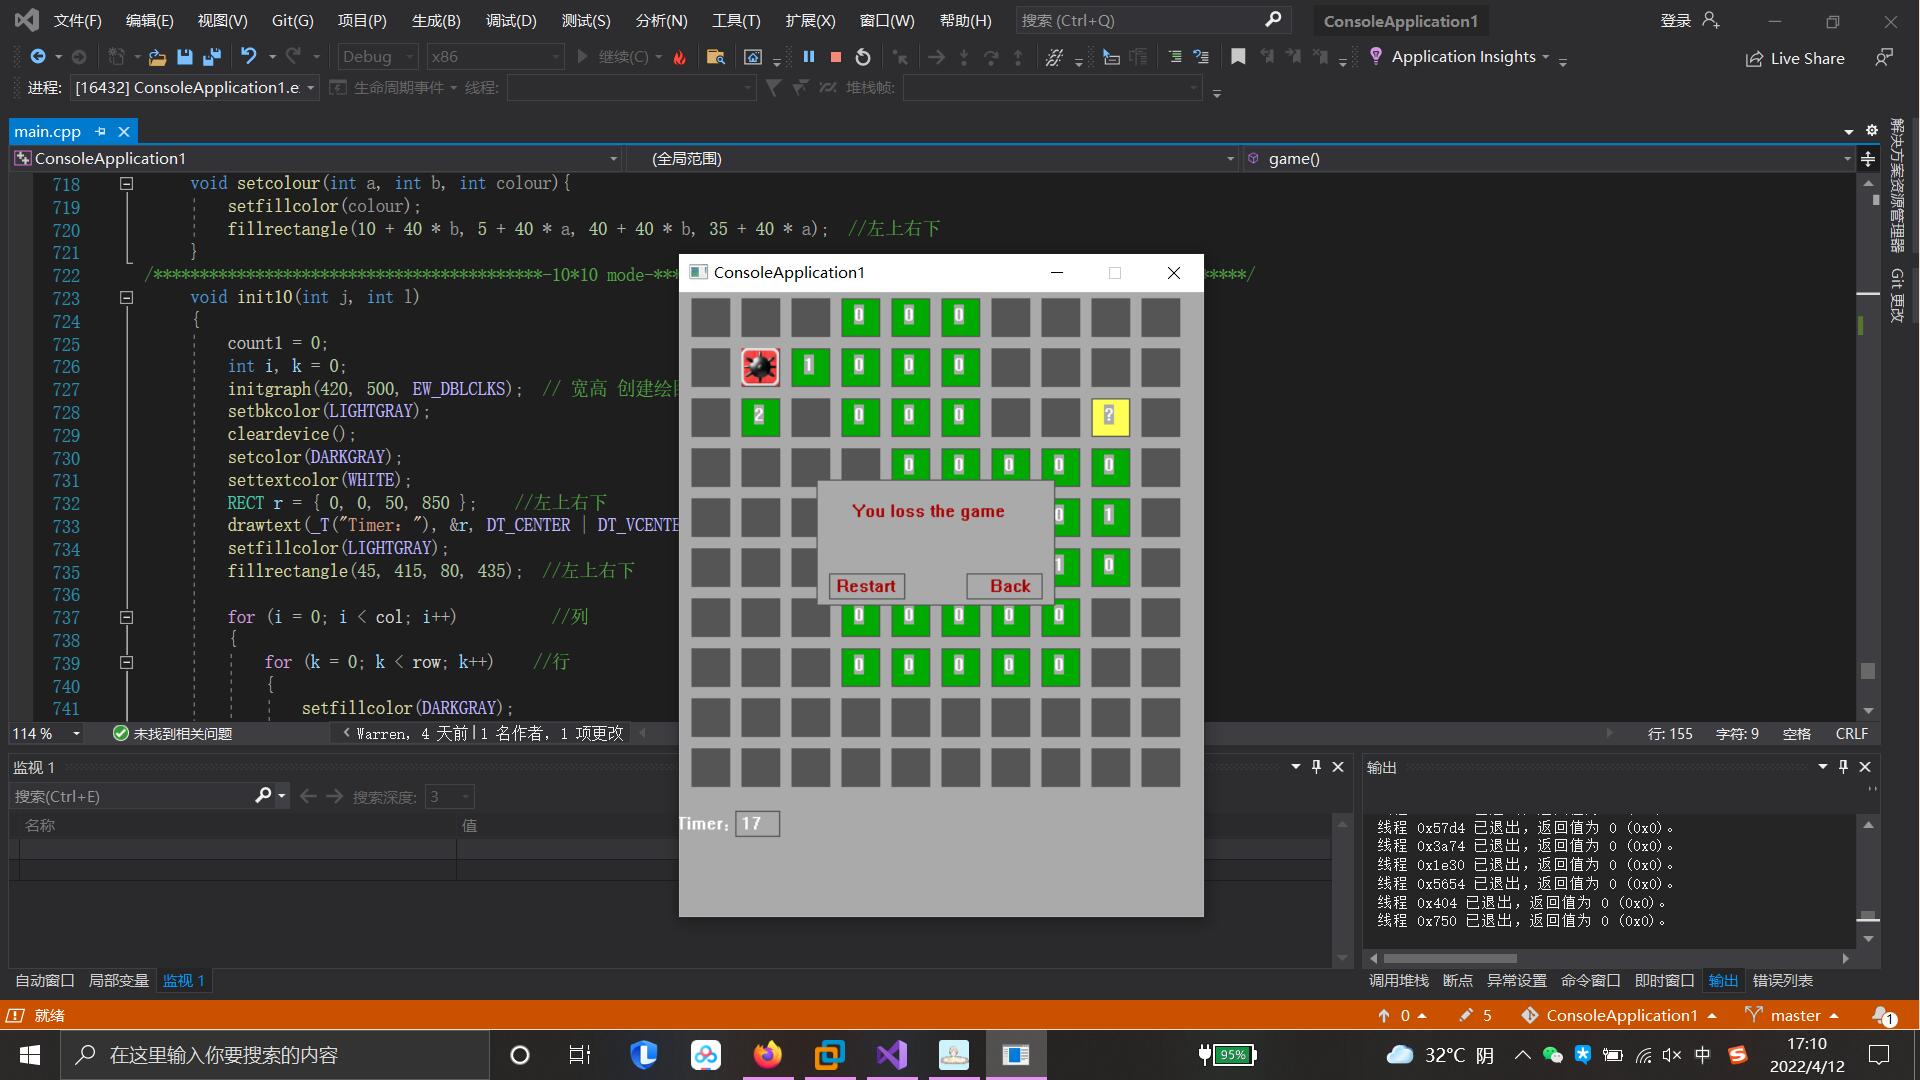 文件(F) 编辑(E) 视图(V) Git(G) 项目(P) 生成(B) 调试(D) 测试(S) 分析(N) 工具(T) 扩展(X) 窗口(W) 帮助(H) 搜索 (Ctrl+Q) ConsoleApplication1 登录
Debug x86 继续(C) Application Insights Live Share
进程: [16432] ConsoleApplication1.e 生命周期事件 线程: 堆栈帧:
main.cpp
ConsoleApplication1 (全局范围) game()
718 void setcolour(int a, int b, int colour){
719 setfillcolor(colour);
720 fillrectangle(10 + 40 * b, 5 + 40 * a, 40 + 40 * b, 35 + 40 * a); //左上右下
721 }
722 /******************************************-10*10 mode-*** *****/
723 void init10(int j, int l)
724 {
725 count1 = 0;
726 int i, k = 0;
727 initgraph(420, 500, EW_DBLCLKS); // 宽高 创建绘
728 setbkcolor(LIGHTGRAY);
729 cleardevice();
730 setcolor(DARKGRAY);
731 settextcolor(WHITE);
732 RECT r = { 0, 0, 50, 850 }; //左上右下
733 drawtext(_T("Timer："), &r, DT_CENTER | DT_VCENTE
734 setfillcolor(LIGHTGRAY);
735 fillrectangle(45, 415, 80, 435); //左上右下
736
737 for (i = 0; i < col; i++) //列
738 {
739 for (k = 0; k < row; k++) //行
740 {
741 setfillcolor(DARKGRAY);
解决方案资源管理器
Git 更改
ConsoleApplication1
0 0 0
1 0 0 0
2 0 0 0 ?
0 0 0 0 0
0 1
1 0
0 0 0 0 0
0 0 0 0 0
You loss the game
Restart Back
Timer： 17
114 % 未找到相关问题 Warren, 4 天前|1 名作者, 1 项更改 行: 155 字符: 9 空格 CRLF
监视 1
搜索(Ctrl+E) 搜索深度: 3
名称 值
自动窗口 局部变量 监视 1
输出
线程 0x57d4 已退出，返回值为 0 (0x0)。
线程 0x3a74 已退出，返回值为 0 (0x0)。
线程 0x1e30 已退出，返回值为 0 (0x0)。
线程 0x5654 已退出，返回值为 0 (0x0)。
线程 0x404 已退出，返回值为 0 (0x0)。
线程 0x750 已退出，返回值为 0 (0x0)。
调用堆栈 断点 异常设置 命令窗口 即时窗口 输出 错误列表
就绪 0 5 ConsoleApplication1 master 1
在这里输入你要搜索的内容 95% 32°C 阴 中 17:10
2022/4/12